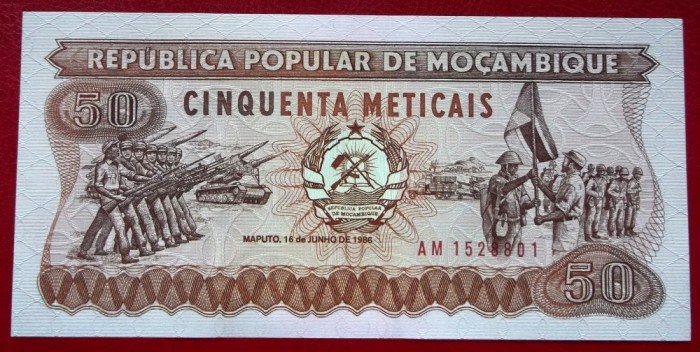 REPÚBLICA POPULAR DE MOÇAMBIQUE
50
CINQUENTA METICAIS
REPÚBLICA POPULAR
DE MOÇAMBIQUE
MAPUTO, 16 de JUNHO DE 1986
AM 1528801
50